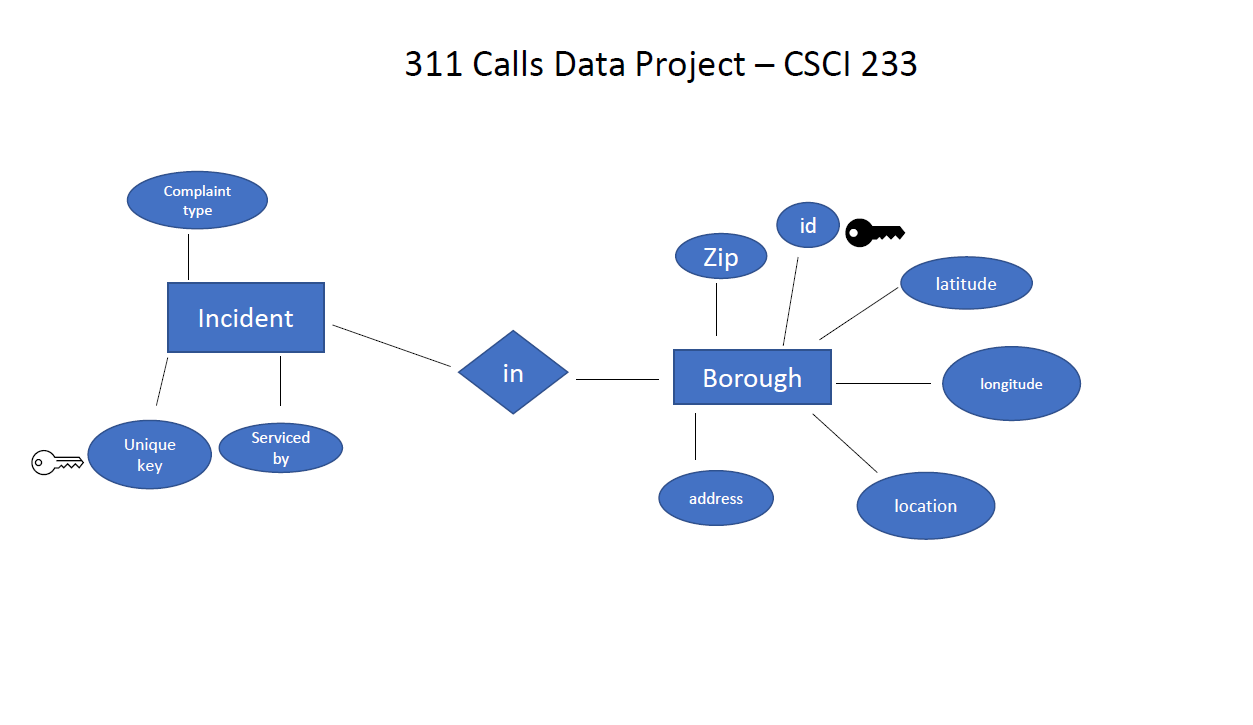 311 Calls Data Project – CSCI 233
Complaint
type
id
Zip
latitude
Incident
in
Borough
longitude
Unique
key
Serviced
by
address
location